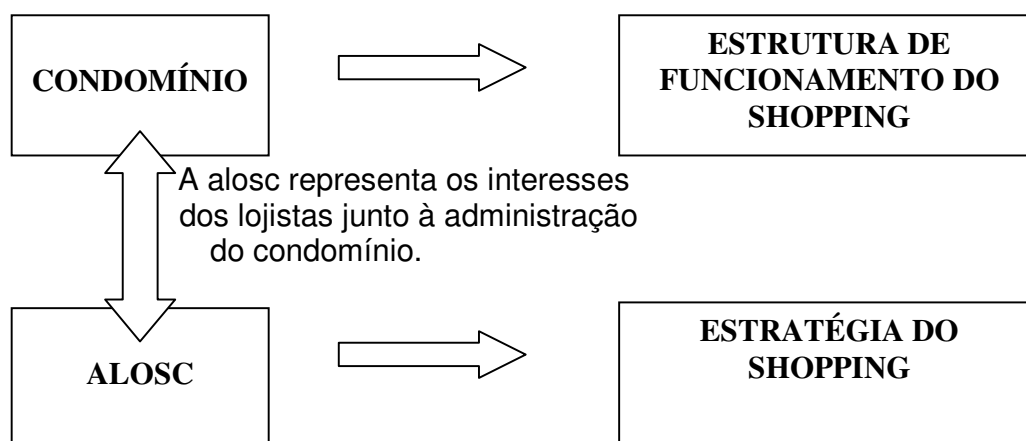 CONDOMÍNIO
ESTRUTURA DE
FUNCIONAMENTO DO
SHOPPING
A alosc representa os interesses
dos lojistas junto à administração
do condomínio.
ALOSC
ESTRATÉGIA DO
SHOPPING